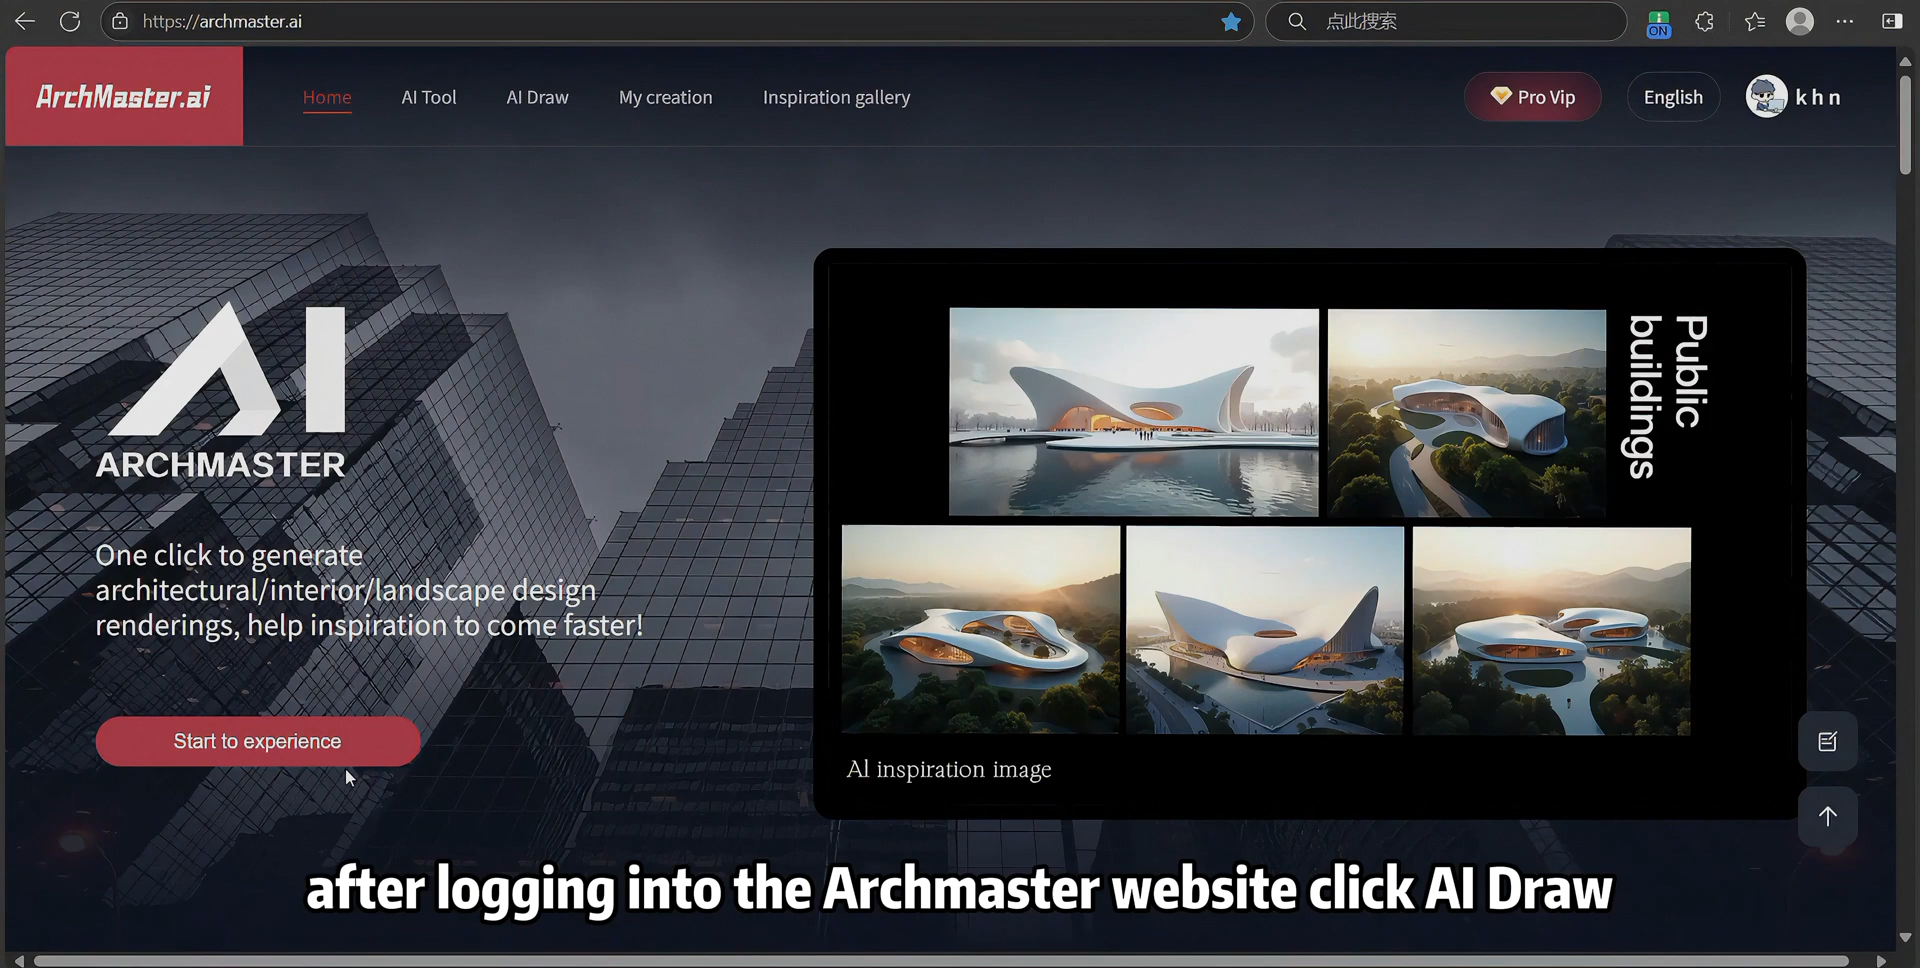 https://archmaster.ai
点此搜索
ON
ArchMaster.ai
Home
AI Tool
AI Draw
My creation
Inspiration gallery
Pro Vip
English
k h n
AI
ARCHMASTER
One click to generate
architectural/interior/landscape design
renderings, help inspiration to come faster!
Start to experience
Public
buildings
AI inspiration image
after logging into the Archmaster website click AI Draw